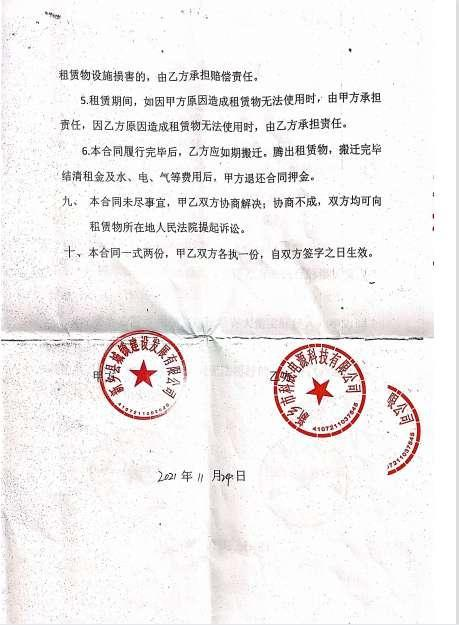 租赁物设施损害的，由乙方承担赔偿责任。
5.租赁期间，如因甲方原因造成租赁物无法使用时，由甲方承担
责任，因乙方原因造成租赁物无法使用时，由乙方承担责任。
6.本合同履行完毕后，乙方应如期搬迁。腾出租赁物，搬迁完毕
结清租金及水、电、气等费用后，甲方退还合同押金。
九、 本合同未尽事宜，甲乙双方协商解决；协商不成，双方均可向
租赁物所在地人民法院提起诉讼。
十、本合同一式两份，甲乙双方各执一份，自双方签字之日生效。
甲
新乡县城镇建设发展有限公司
乙
新乡市科晟电源科技有限公司
4107211037645
有限公司
4107211037645
2021 年 11 月24日